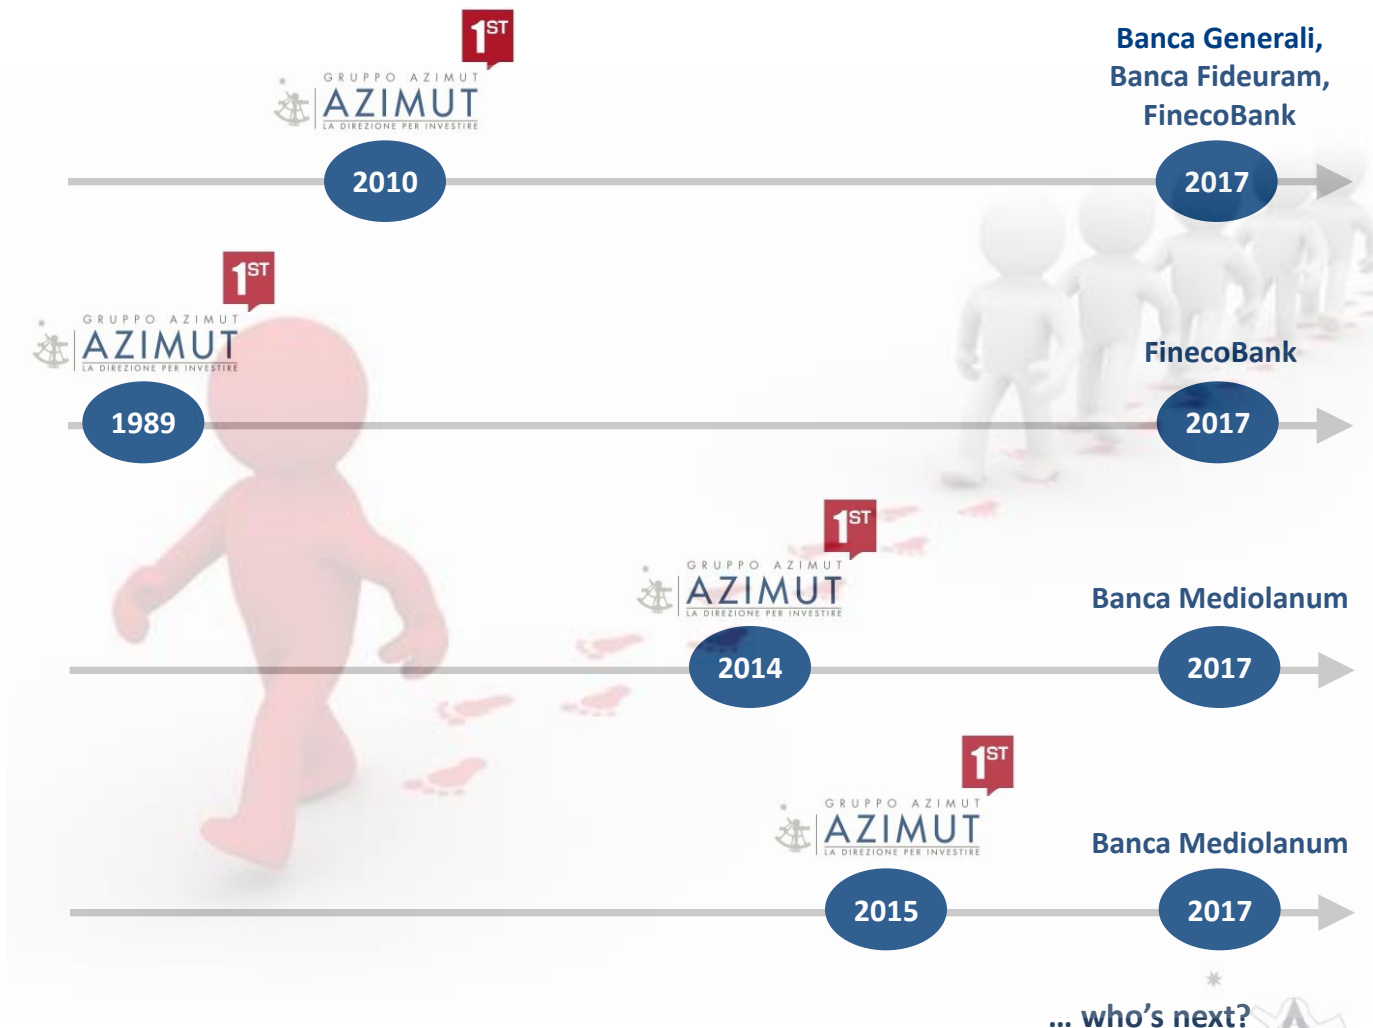 1ST
GRUPPO AZIMUT
AZIMUT
LA DIREZIONE PER INVESTIRE
Banca Generali,
Banca Fideuram,
FinecoBank
2010
2017
1ST
GRUPPO AZIMUT
AZIMUT
LA DIREZIONE PER INVESTIRE
FinecoBank
1989
2017
1ST
GRUPPO AZIMUT
AZIMUT
LA DIREZIONE PER INVESTIRE
Banca Mediolanum
2014
2017
1ST
GRUPPO AZIMUT
AZIMUT
LA DIREZIONE PER INVESTIRE
Banca Mediolanum
2015
2017
... who's next?